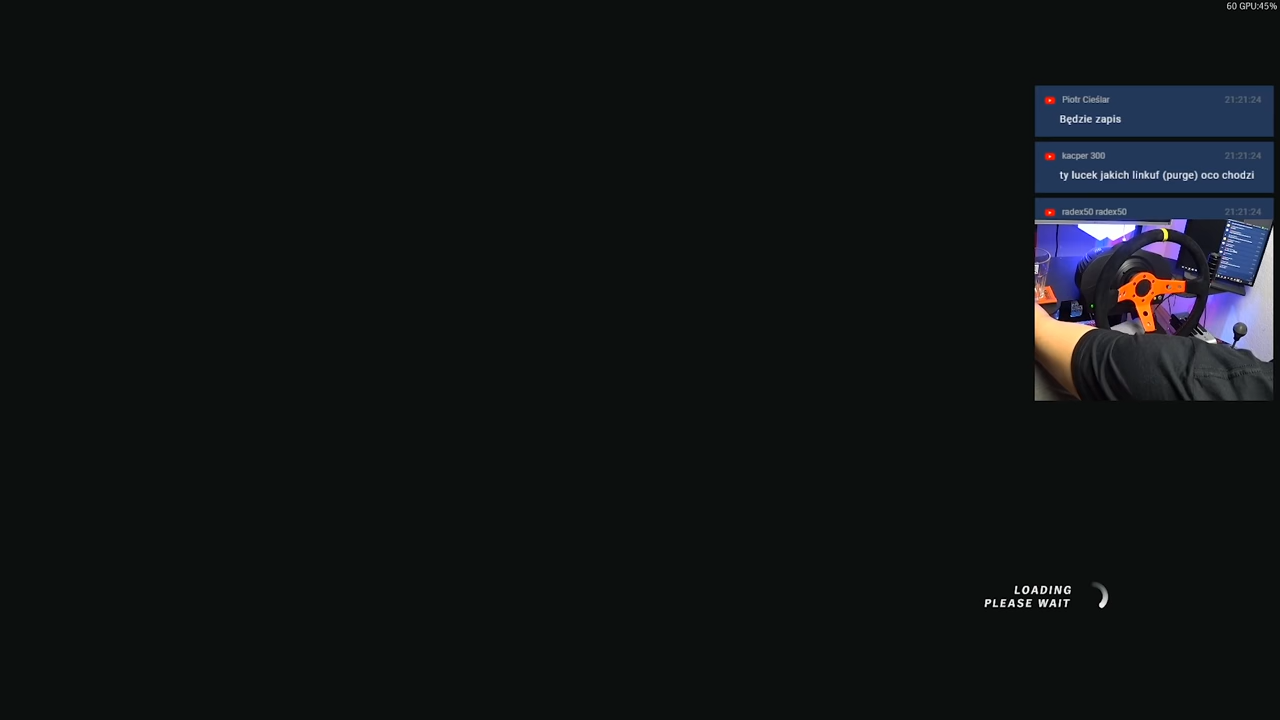 60 GPU:45%
Piotr Cieślar 21:21:24
Będzie zapis
kacper 300 21:21:24
ty lucek jakich linkuf (purge) oco chodzi
radex50 radex50 21:21:24
LOADING
PLEASE WAIT